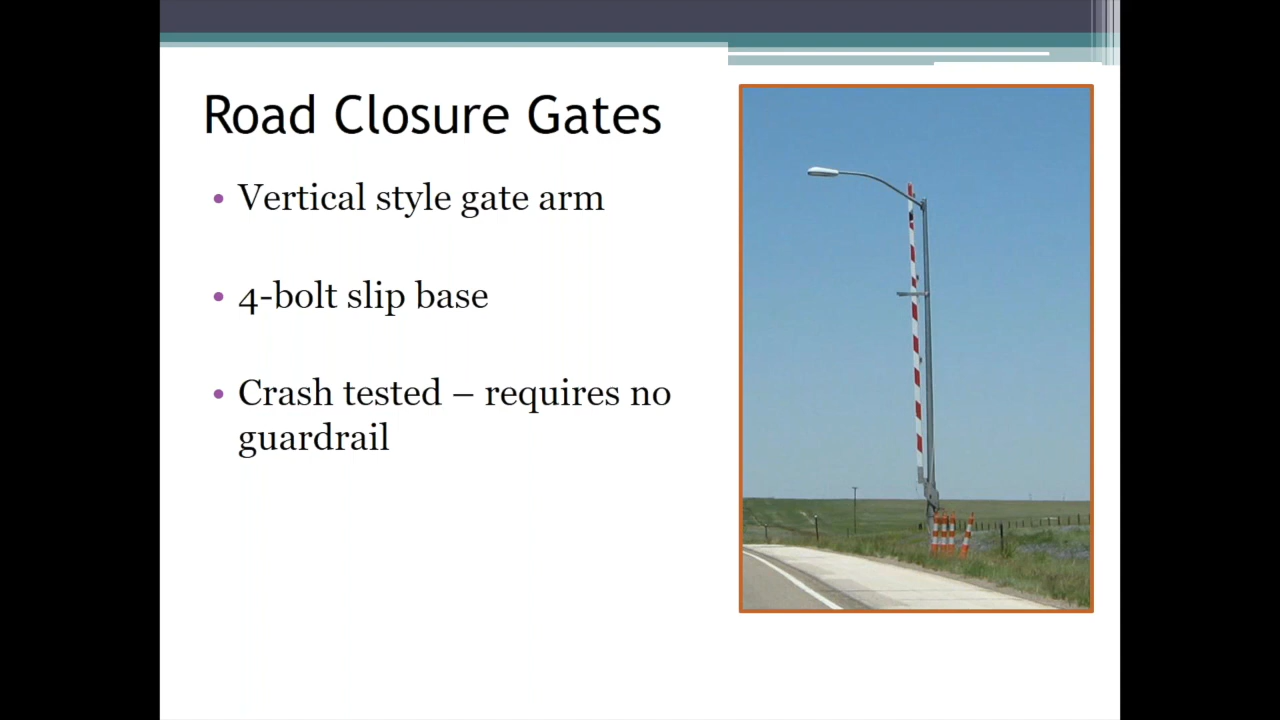 Road Closure Gates
• Vertical style gate arm
• 4-bolt slip base
• Crash tested – requires no
guardrail